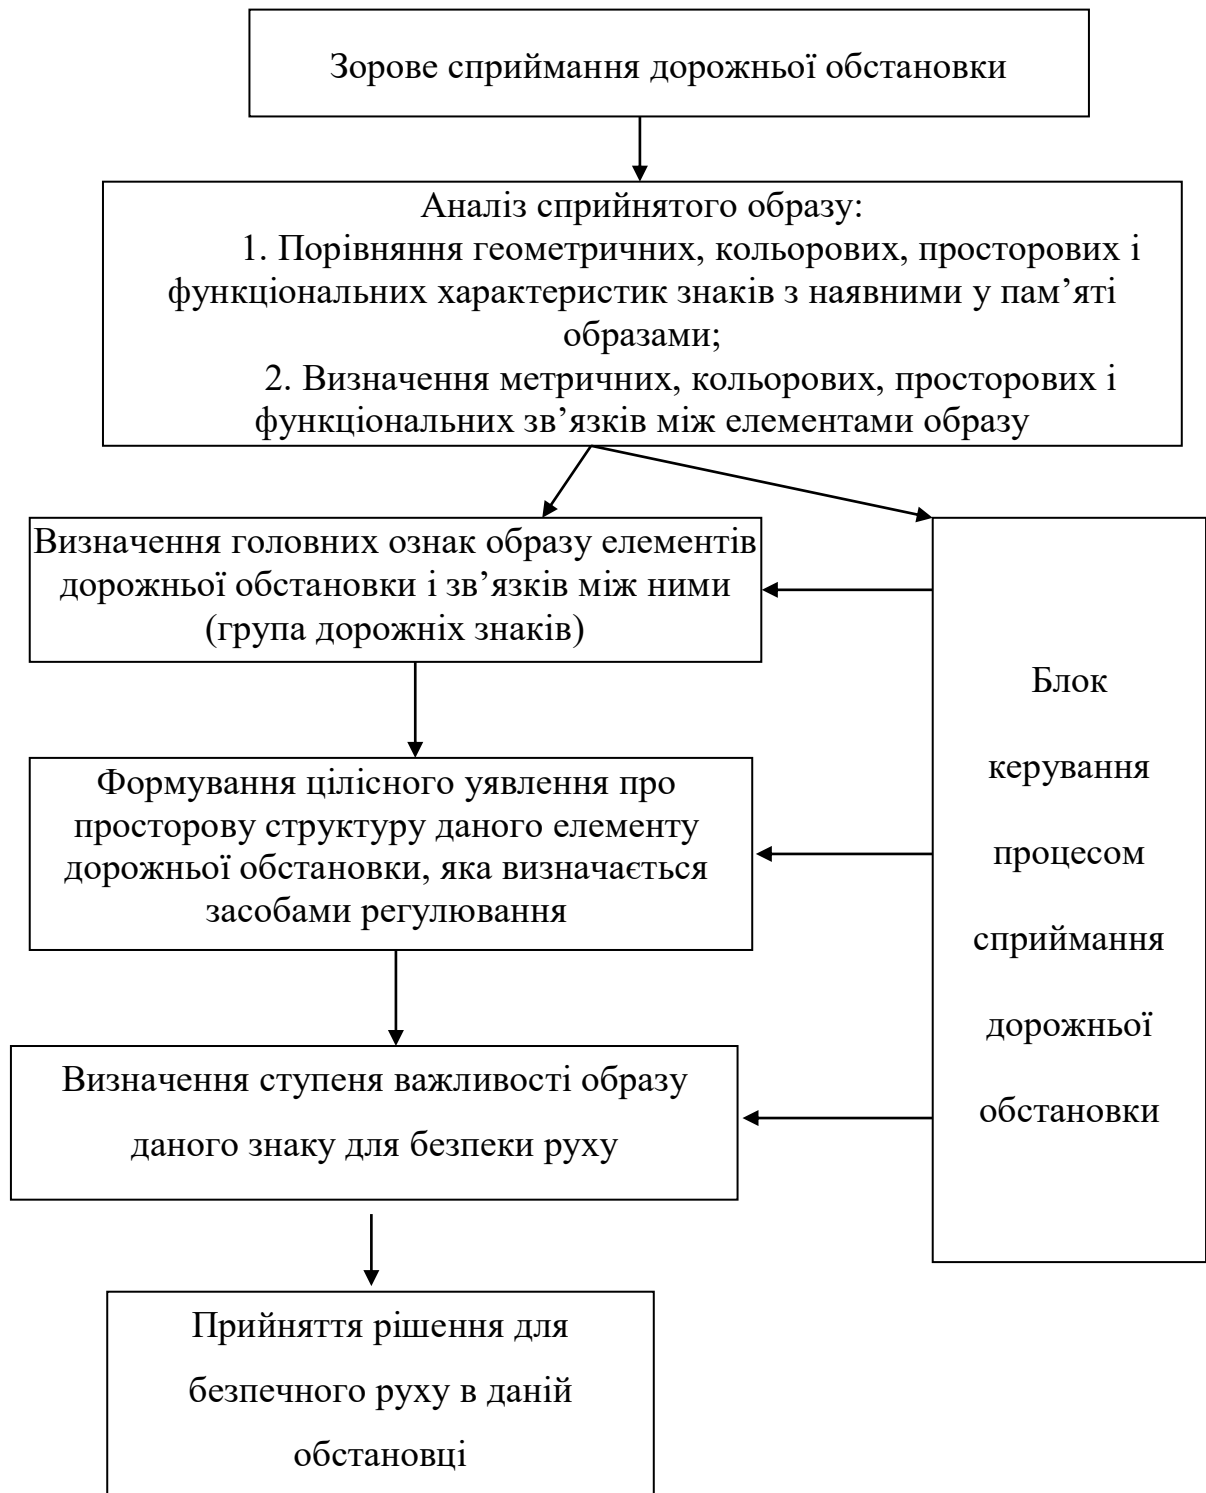 Зорове сприймання дорожньої обстановки
Аналіз сприйнятого образу:
1. Порівняння геометричних, кольорових, просторових і
функціональних характеристик знаків з наявними у пам’яті
образами;
2. Визначення метричних, кольорових, просторових і
функціональних зв’язків між елементами образу
Визначення головних ознак образу елементів
дорожньої обстановки і зв’язків між ними
(група дорожніх знаків)
Формування цілісного уявлення про
просторову структуру даного елементу
дорожньої обстановки, яка визначається
засобами регулювання
Визначення ступеня важливості образу
даного знаку для безпеки руху
Прийняття рішення для
безпечного руху в даній
обстановці
Блок
керування
процесом
сприймання
дорожньої
обстановки